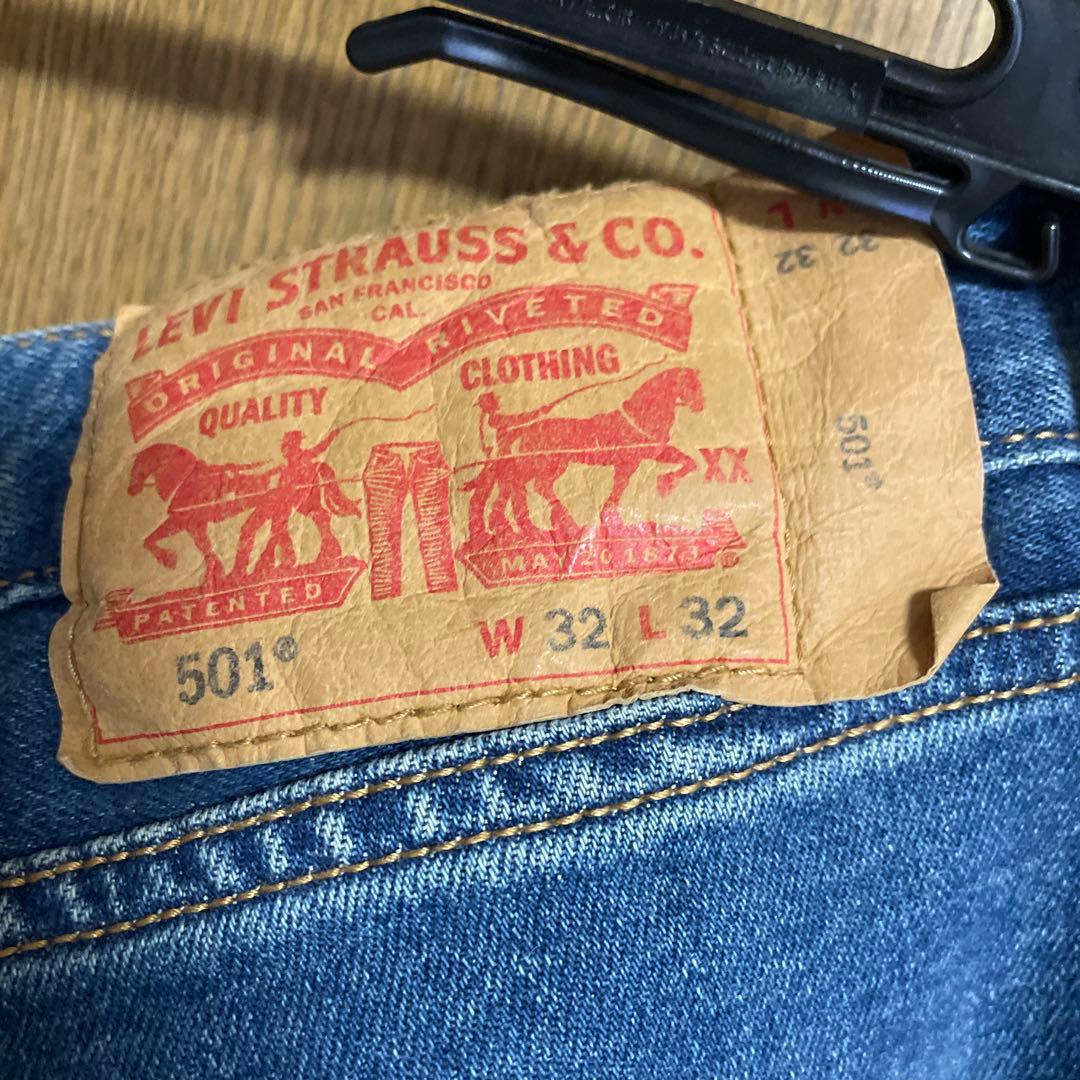 LEVI STRAUSS & CO.
SAN FRANCISCO
CAL.
ORIGINAL RIVETED
QUALITY CLOTHING
XX
PATENTED
MAY 20 1873
501® W 32 L 32
32
32
501®